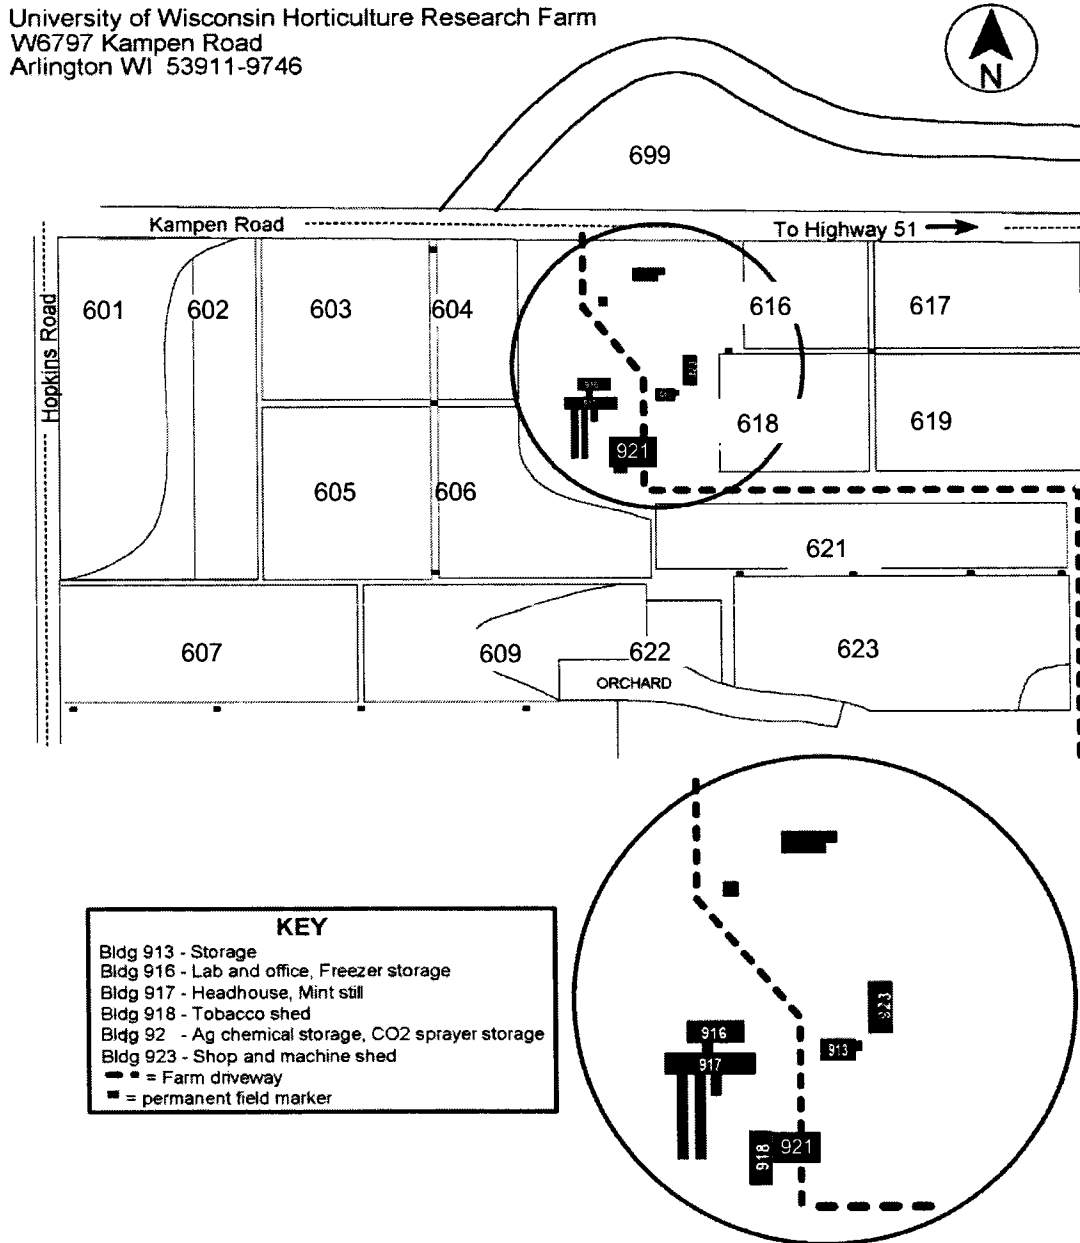 University of Wisconsin Horticulture Research Farm
W6797 Kampen Road
Arlington WI 53911-9746
N
699
Kampen Road
To Highway 51
Hopkins Road
601
602
603
604
616
617
618
619
921
605
606
621
607
609
622
623
ORCHARD
KEY
Bldg 913 - Storage
Bldg 916 - Lab and office, Freezer storage
Bldg 917 - Headhouse, Mint still
Bldg 918 - Tobacco shed
Bldg 92 - Ag chemical storage, CO2 sprayer storage
Bldg 923 - Shop and machine shed
= Farm driveway
= permanent field marker
923
916
913
917
921
918